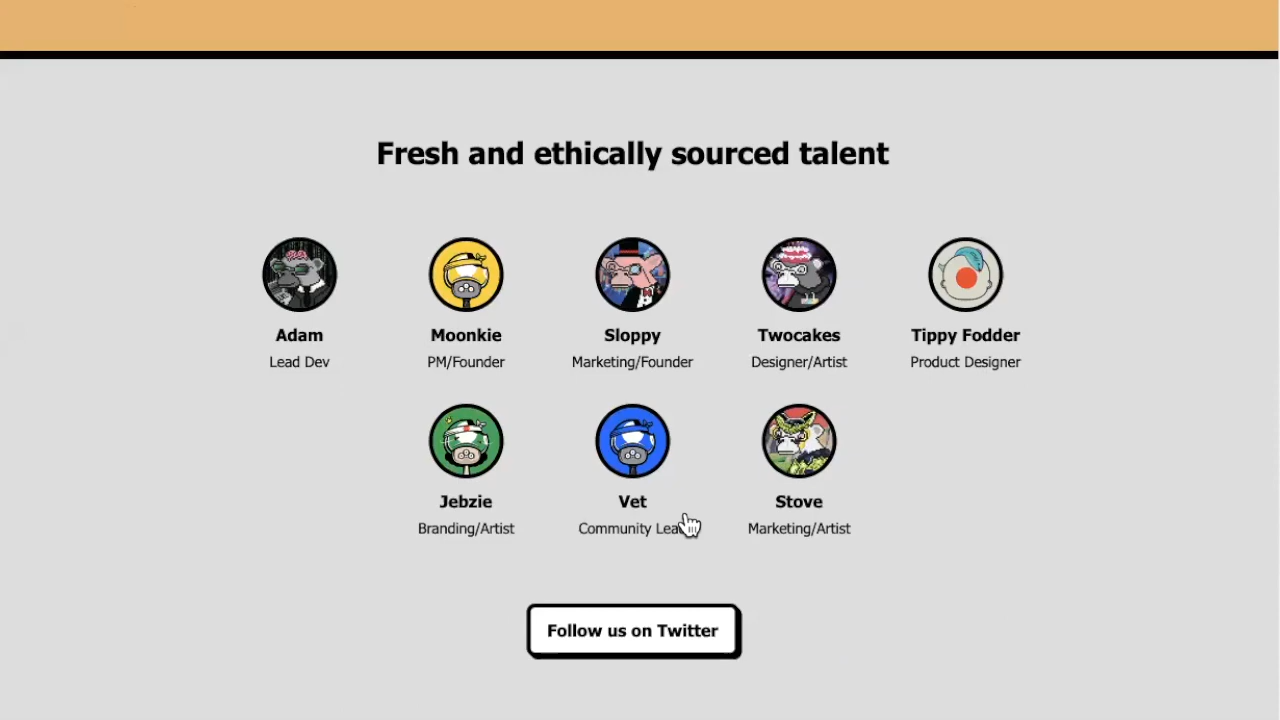 Fresh and ethically sourced talent
Adam Moonkie Sloppy Twocakes Tippy Fodder
Lead Dev PM/Founder Marketing/Founder Designer/Artist Product Designer
Jebzie Vet Stove
Branding/Artist Community Marketing/Artist
Follow us on Twitter